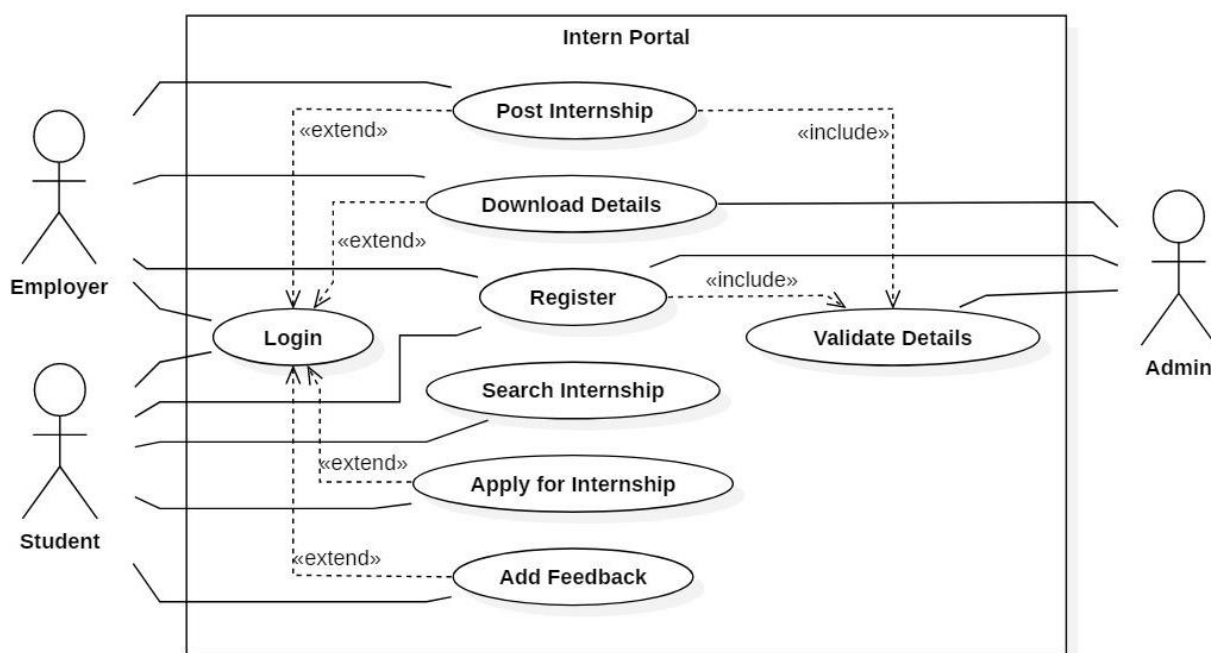 Intern Portal
Post Internship
«extend»
«include»
Download Details
«extend»
Employer
Register
«include»
Login
Validate Details
Admin
Search Internship
«extend»
Apply for Internship
Student
«extend»
Add Feedback